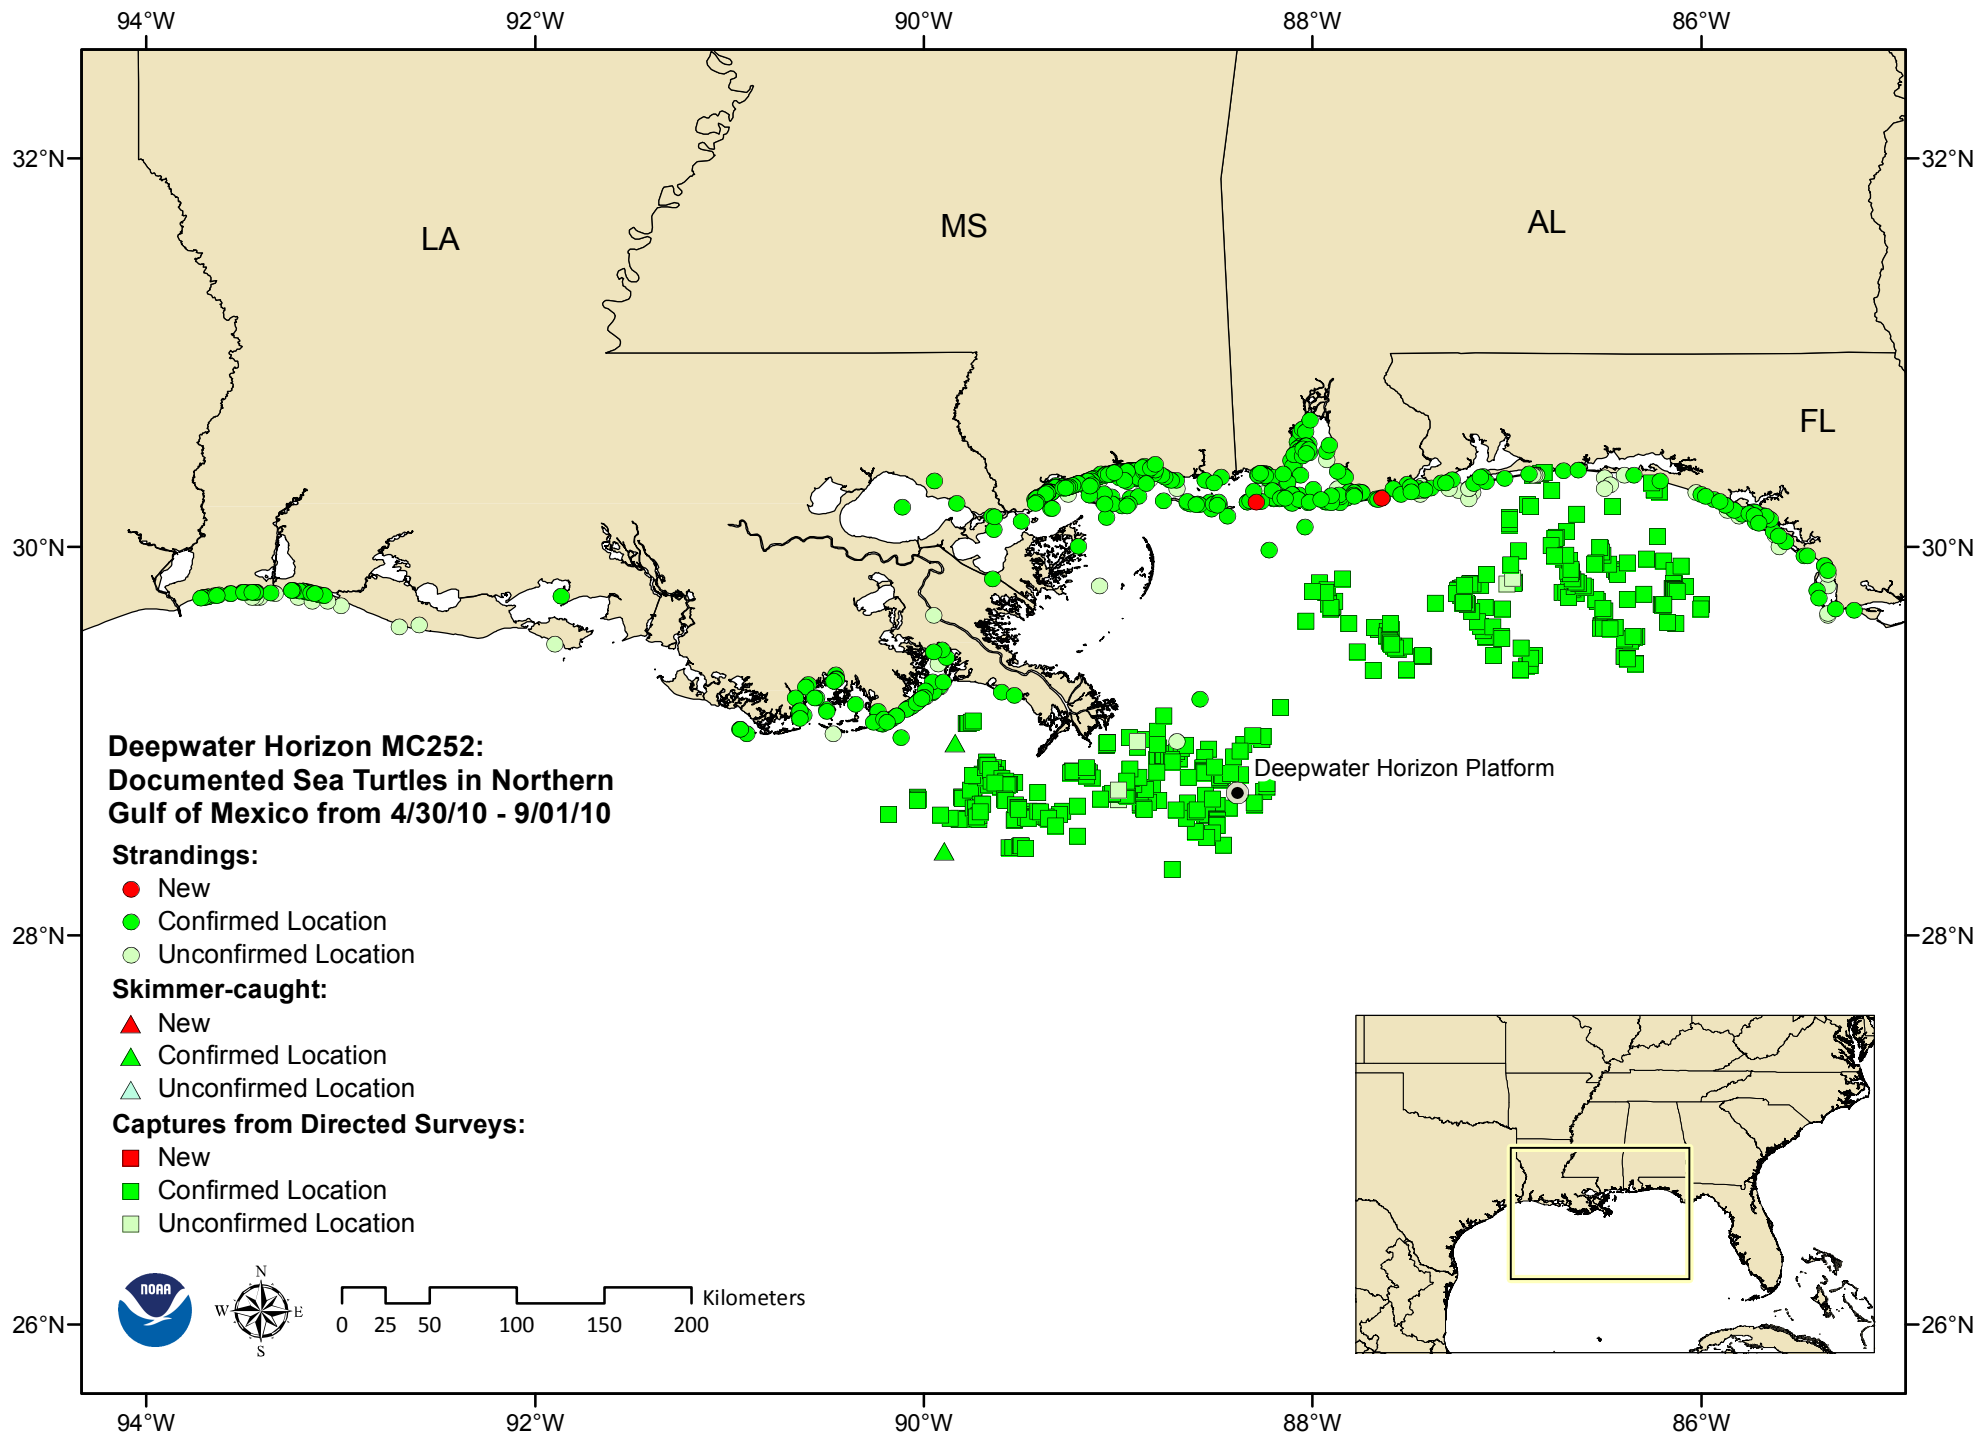 94°W 92°W 90°W 88°W 86°W
32°N 32°N
LA MS AL
FL
30°N 30°N
Deepwater Horizon Platform
Deepwater Horizon MC252:
Documented Sea Turtles in Northern
Gulf of Mexico from 4/30/10 - 9/01/10
Strandings:
New
Confirmed Location
Unconfirmed Location
28°N 28°N
Skimmer-caught:
New
Confirmed Location
Unconfirmed Location
Captures from Directed Surveys:
New
Confirmed Location
Unconfirmed Location
NOAA
N
W E
S
Kilometers
0 25 50 100 150 200
26°N 26°N
94°W 92°W 90°W 88°W 86°W